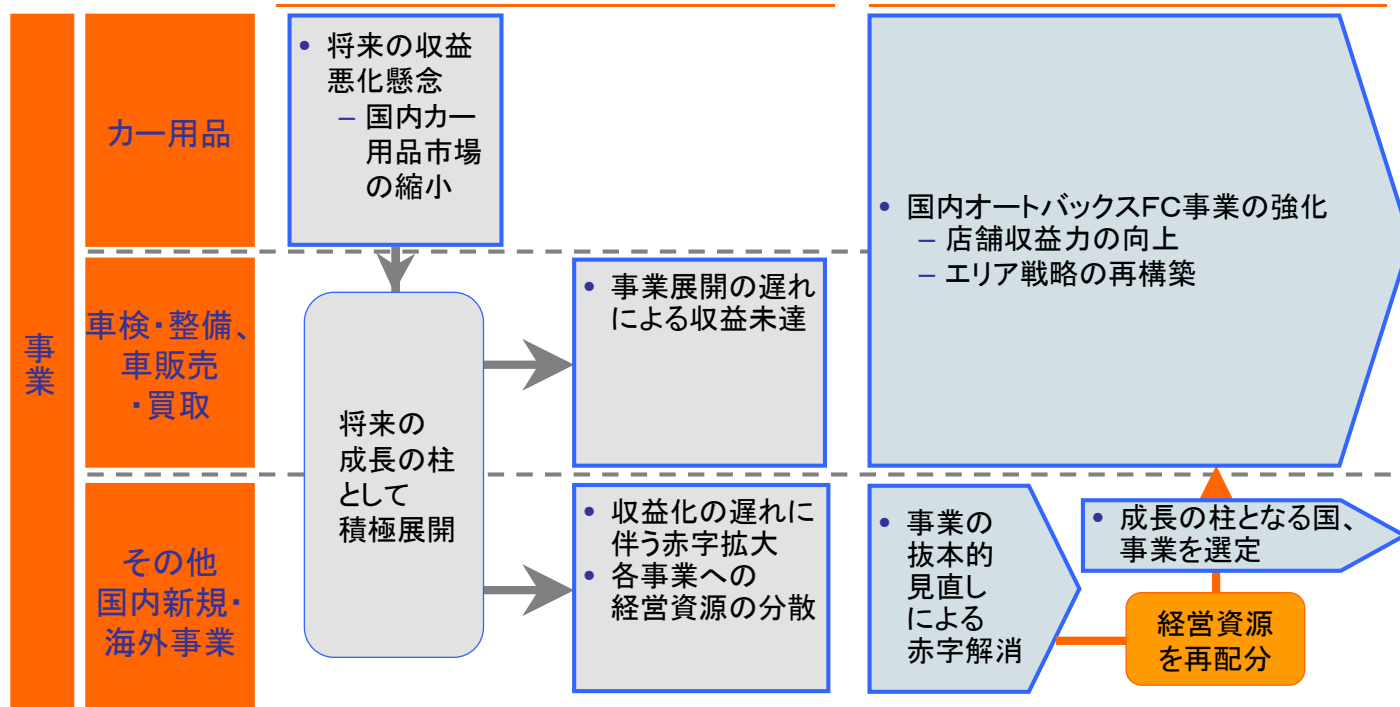 事業
カー用品
車検・整備、
車販売
・買取
その他
国内新規・
海外事業
• 将来の収益
悪化懸念
– 国内カー
用品市場
の縮小
将来の
成長の柱
として
積極展開
• 事業展開の遅れ
による収益未達
• 収益化の遅れに
伴う赤字拡大
• 各事業への
経営資源の分散
• 国内オートバックスFC事業の強化
– 店舗収益力の向上
– エリア戦略の再構築
• 事業の
抜本的
見直し
による
赤字解消
• 成長の柱となる国、
事業を選定
経営資源
を再配分